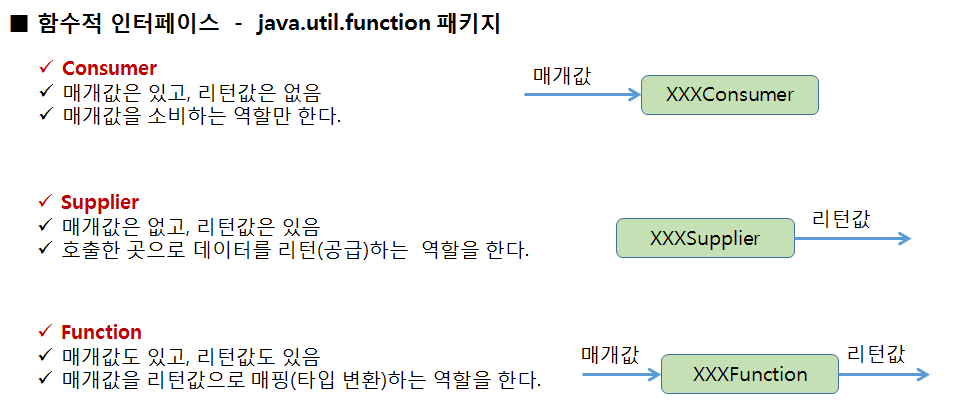 ■ 함수적 인터페이스 - java.util.function 패키지
✓ Consumer
✓ 매개값은 있고, 리턴값은 없음
✓ 매개값을 소비하는 역할만 한다.
매개값
XXXConsumer
✓ Supplier
✓ 매개값은 없고, 리턴값은 있음
✓ 호출한 곳으로 데이터를 리턴(공급)하는 역할을 한다.
XXXSupplier
리턴값
✓ Function
✓ 매개값도 있고, 리턴값도 있음
✓ 매개값을 리턴값으로 매핑(타입 변환)하는 역할을 한다.
매개값
XXXFunction
리턴값